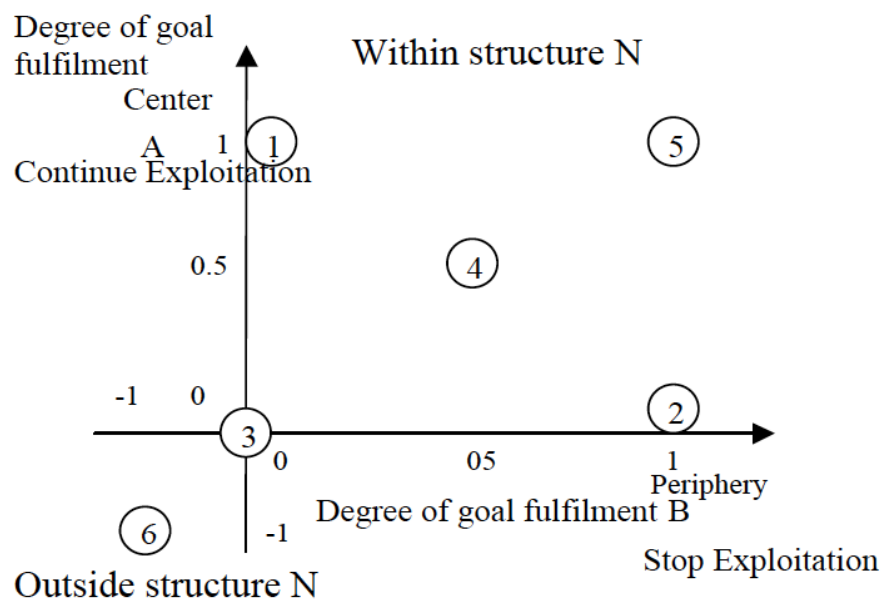 Degree of goal
fulfilment
Within structure N
Center
A 1 1 5
Continue Exploitation
0.5 4
-1 0 2
3
0 05 1
Periphery
Degree of goal fulfilment B
6 -1
Stop Exploitation
Outside structure N